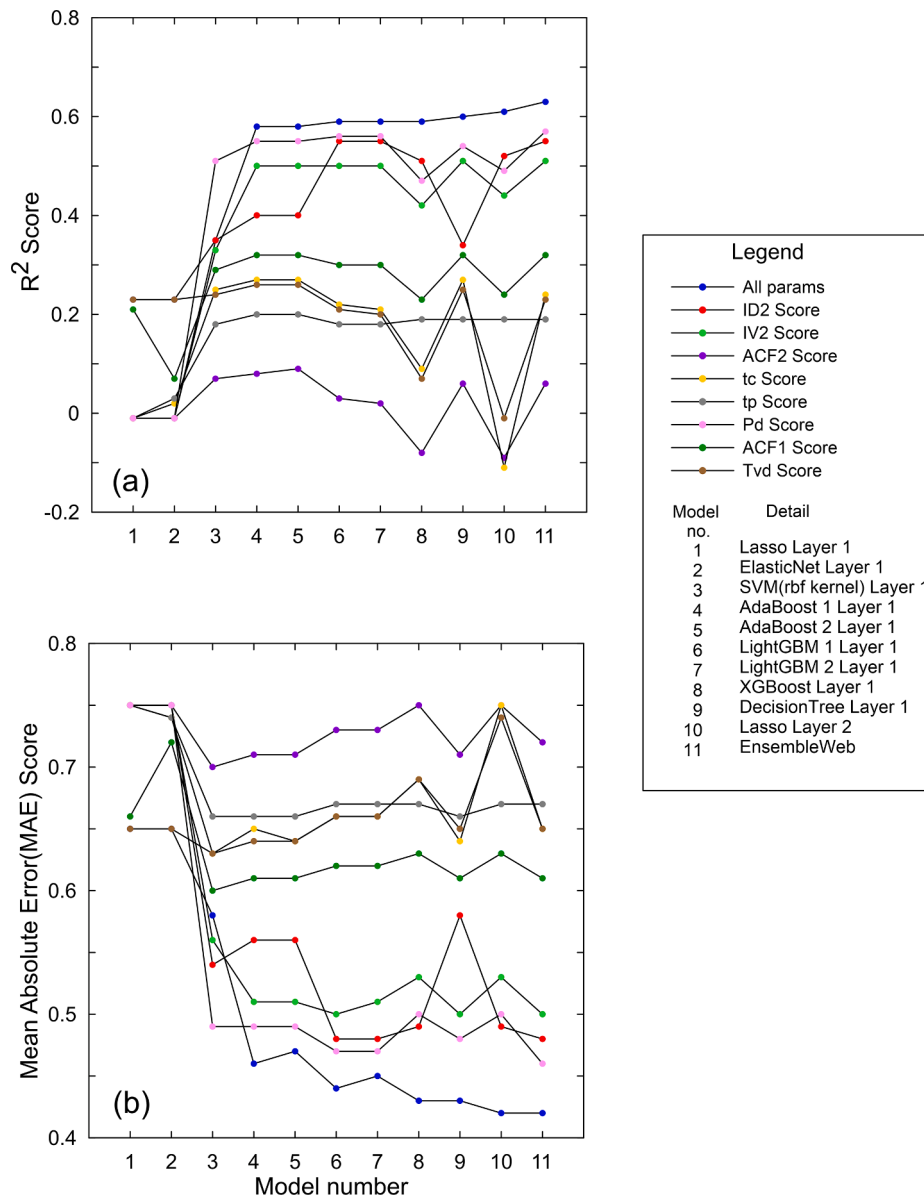 0.8
0.6
0.4
0.2
0
-0.2
R2 Score
(a)
1 2 3 4 5 6 7 8 9 10 11
0.8
0.7
0.6
0.5
0.4
Mean Absolute Error(MAE) Score
(b)
1 2 3 4 5 6 7 8 9 10 11
Model number
Legend
All params
ID2 Score
IV2 Score
ACF2 Score
tc Score
tp Score
Pd Score
ACF1 Score
Tvd Score
Model no. Detail
1 Lasso Layer 1
2 ElasticNet Layer 1
3 SVM(rbf kernel) Layer 1
4 AdaBoost 1 Layer 1
5 AdaBoost 2 Layer 1
6 LightGBM 1 Layer 1
7 LightGBM 2 Layer 1
8 XGBoost Layer 1
9 DecisionTree Layer 1
10 Lasso Layer 2
11 EnsembleWeb